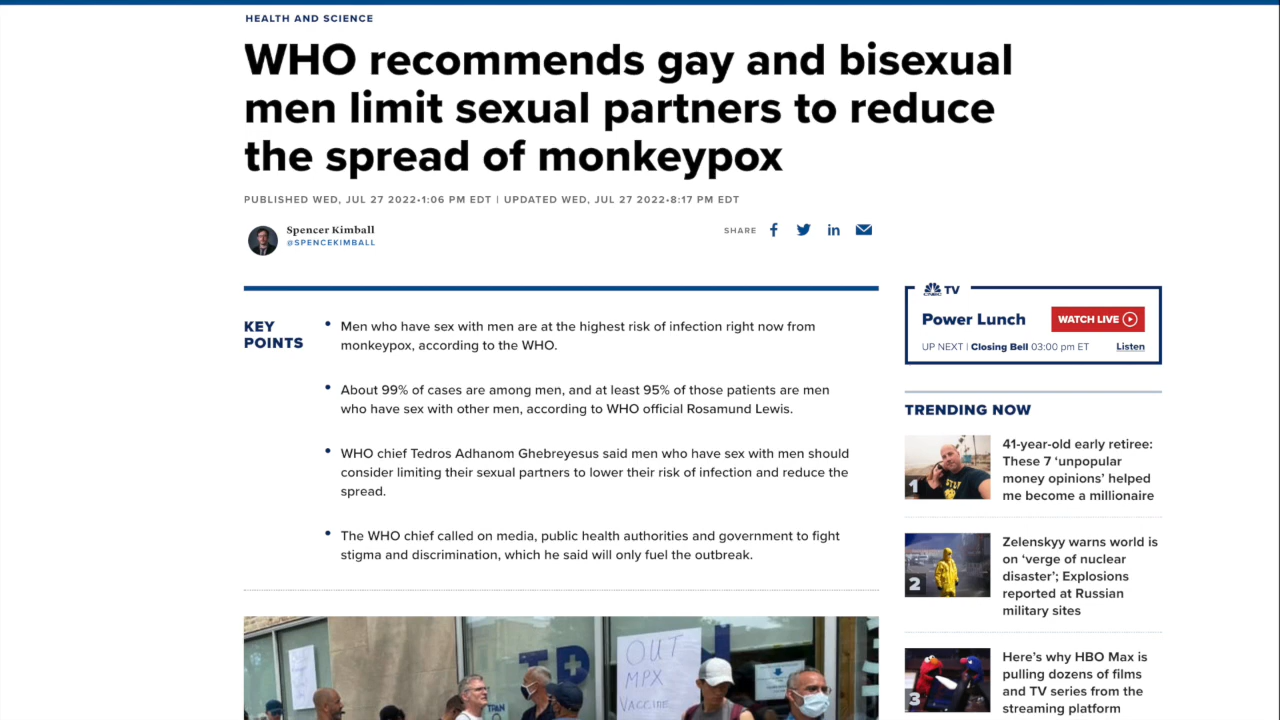 HEALTH AND SCIENCE
WHO recommends gay and bisexual
men limit sexual partners to reduce
the spread of monkeypox
PUBLISHED WED, JUL 27 2022•1:06 PM EDT | UPDATED WED, JUL 27 2022•8:17 PM EDT
Spencer Kimball
@SPENCEKIMBALL
SHARE
KEY
POINTS
• Men who have sex with men are at the highest risk of infection right now from
monkeypox, according to the WHO.
• About 99% of cases are among men, and at least 95% of those patients are men
who have sex with other men, according to WHO official Rosamund Lewis.
• WHO chief Tedros Adhanom Ghebreyesus said men who have sex with men should
consider limiting their sexual partners to lower their risk of infection and reduce the
spread.
• The WHO chief called on media, public health authorities and government to fight
stigma and discrimination, which he said will only fuel the outbreak.
OUT
MPX
VACCINE
CNBC TV
Power Lunch
WATCH LIVE
UP NEXT | Closing Bell 03:00 pm ET
Listen
TRENDING NOW
1
41-year-old early retiree:
These 7 ‘unpopular
money opinions’ helped
me become a millionaire
2
Zelenskyy warns world is
on ‘verge of nuclear
disaster’; Explosions
reported at Russian
military sites
3
Here’s why HBO Max is
pulling dozens of films
and TV series from the
streaming platform